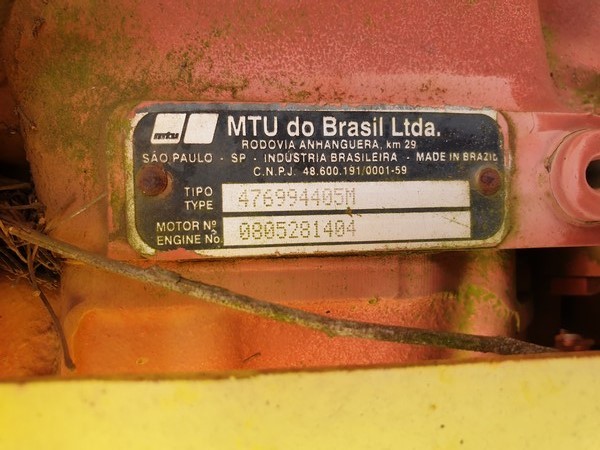 mtu
MTU do Brasil Ltda.
RODOVIA ANHANGUERA, km 29
SÃO PAULO - SP - INDÚSTRIA BRASILEIRA - MADE IN BRAZIL
C.N.P.J. 48.600.191/0001-59
TIPO
TYPE
476994405M
MOTOR Nº
ENGINE No.
0805281404